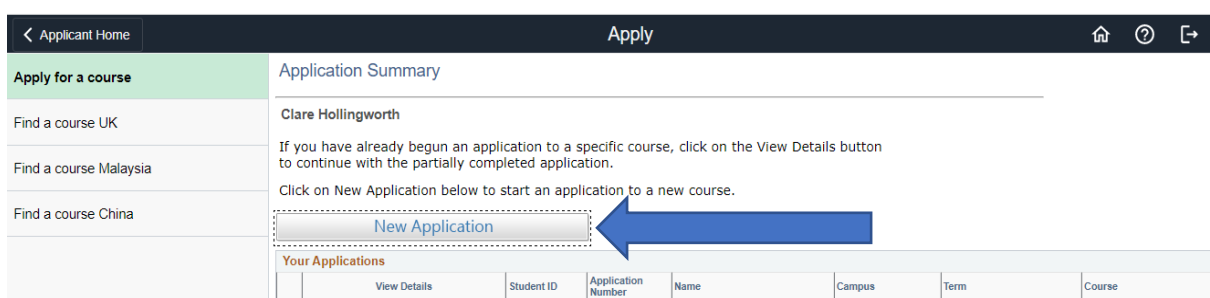 Applicant Home
Apply
Apply for a course
Find a course UK
Find a course Malaysia
Find a course China
Application Summary
Clare Hollingworth
If you have already begun an application to a specific course, click on the View Details button
to continue with the partially completed application.
Click on New Application below to start an application to a new course.
New Application
Your Applications
View Details
Student ID
Application
Number
Name
Campus
Term
Course